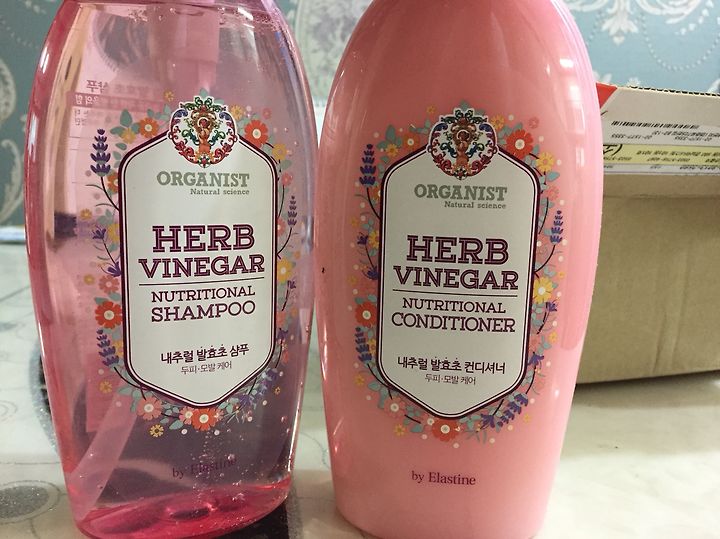 ORGANIST
Natural science
HERB
VINEGAR
NUTRITIONAL
SHAMPOO
내추럴 발효초 샴푸
두피·모발 케어
by Elastine
ORGANIST
Natural science
HERB
VINEGAR
NUTRITIONAL
CONDITIONER
내추럴 발효초 컨디셔너
두피·모발 케어
by Elastine